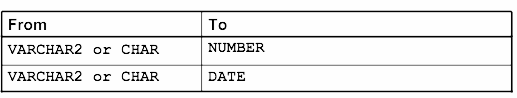 From To
VARCHAR2 or CHAR NUMBER
VARCHAR2 or CHAR DATE